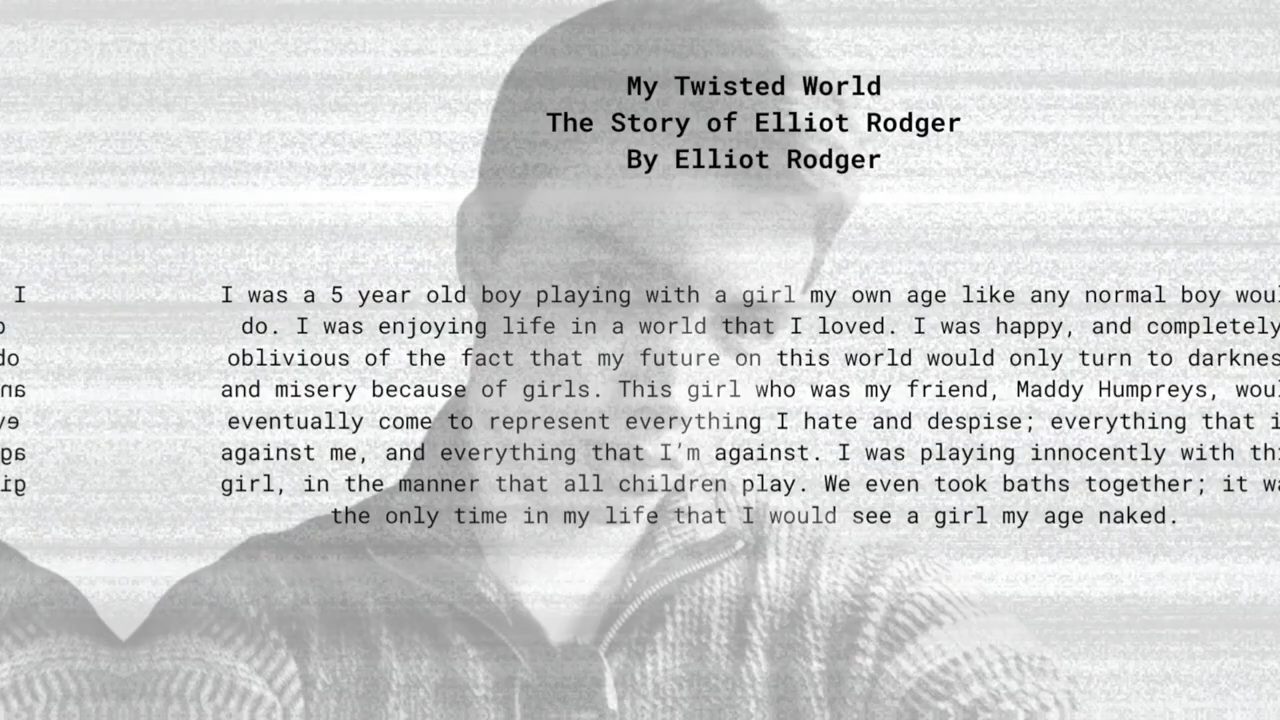 My Twisted World
The Story of Elliot Rodger
By Elliot Rodger
I was a 5 year old boy playing with a girl my own age like any normal boy
do. I was enjoying life in a world that I loved. I was happy, and completely
oblivious of the fact that my future on this world would only turn to
and misery because of girls. This girl who was my friend, Maddy Humpreys,
eventually come to represent everything I hate and despise; everything that
against me, and everything that I'm against. I was playing innocently with
girl, in the manner that all children play. We even took baths together; it
the only time in my life that I would see a girl my age naked.